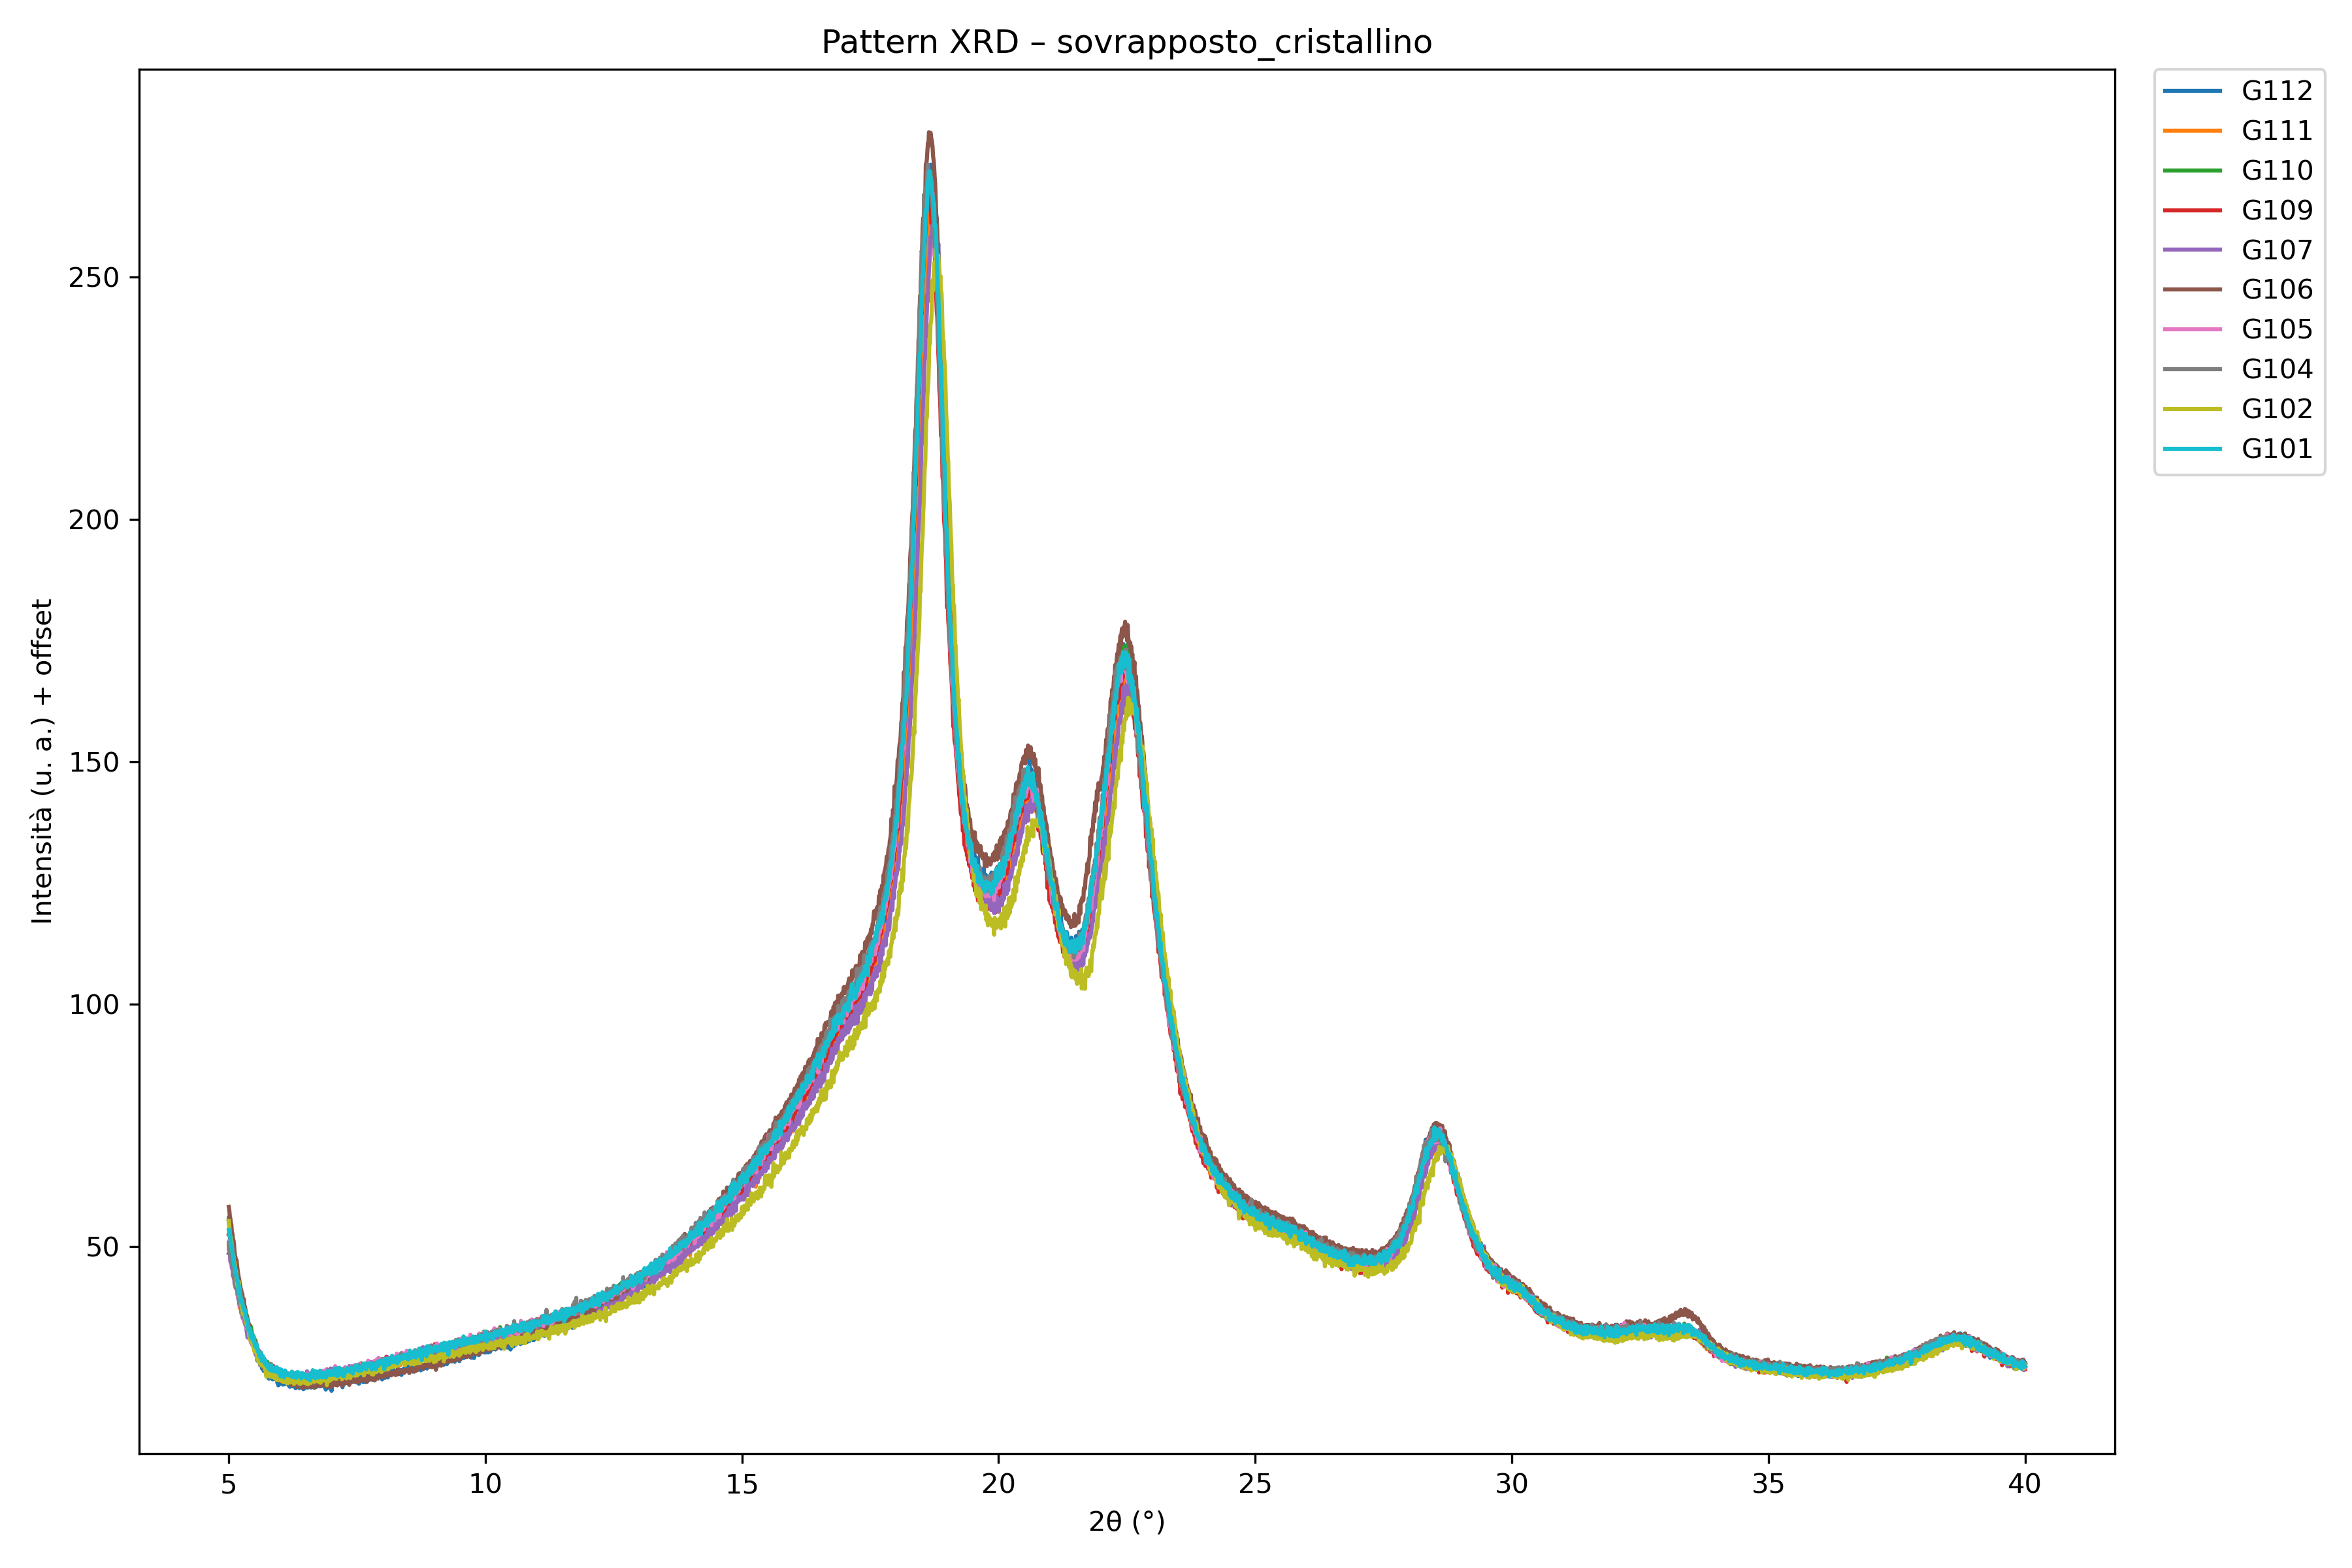 Pattern XRD – sovrapposto_cristallino
Intensità (u. a.) + offset
250
200
150
100
50
5
10
15
20
25
30
35
40
2θ (°)
G112
G111
G110
G109
G107
G106
G105
G104
G102
G101